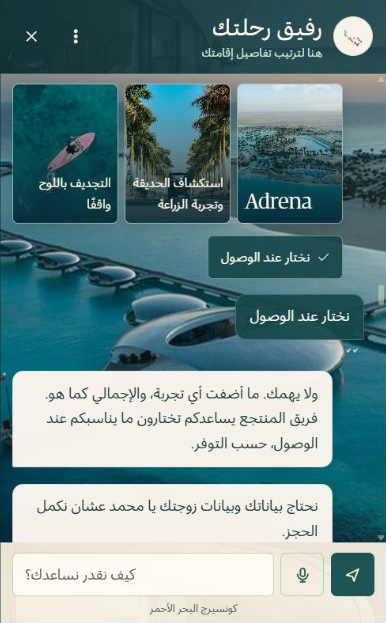 رفيق رحلتك
هنا لترتيب تفاصيل إقامتك
Adrena
استكشاف الحديقة
وتجربة الزراعة
التجديف باللوح
واقفًا
نختار عند الوصول
نختار عند الوصول
ولا يهمك. ما أضفت أي تجربة، والإجمالي كما هو.
فريق المنتجع يساعدكم تختارون ما يناسبكم عند
الوصول، حسب التوفر.
نحتاج بياناتك وبيانات زوجتك يا محمد عشان نكمل
الحجز.
كيف نقدر نساعدك؟
كونسيرج البحر الأحمر